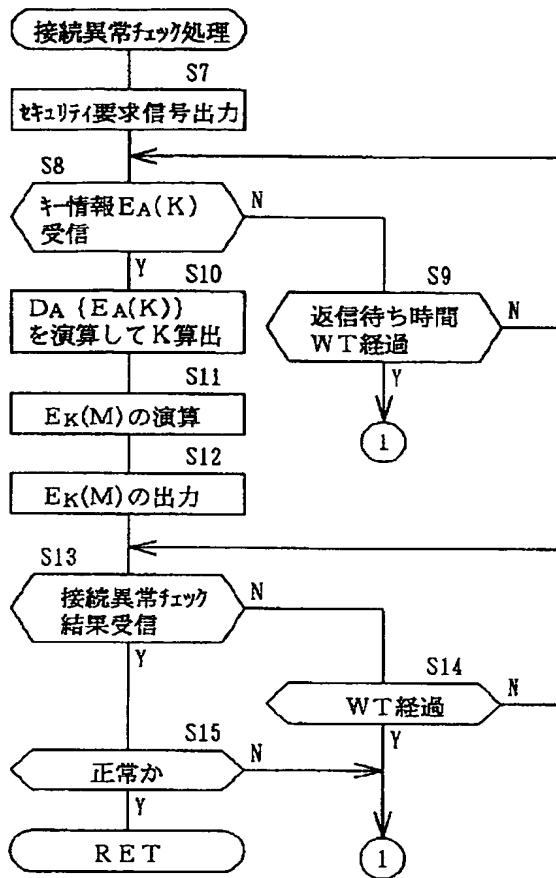 接続異常チェック処理
S7
セキュリティ要求信号出力
S8
キー情報EA(K)
受信
N
Y
S10
DA {EA(K)}
を演算してK算出
S9
返信待ち時間
WT経過
N
Y
1
S11
EK(M)の演算
S12
EK(M)の出力
S13
接続異常チェック
結果受信
N
Y
S14
WT経過
N
Y
S15
正常か
N
Y
RET
1